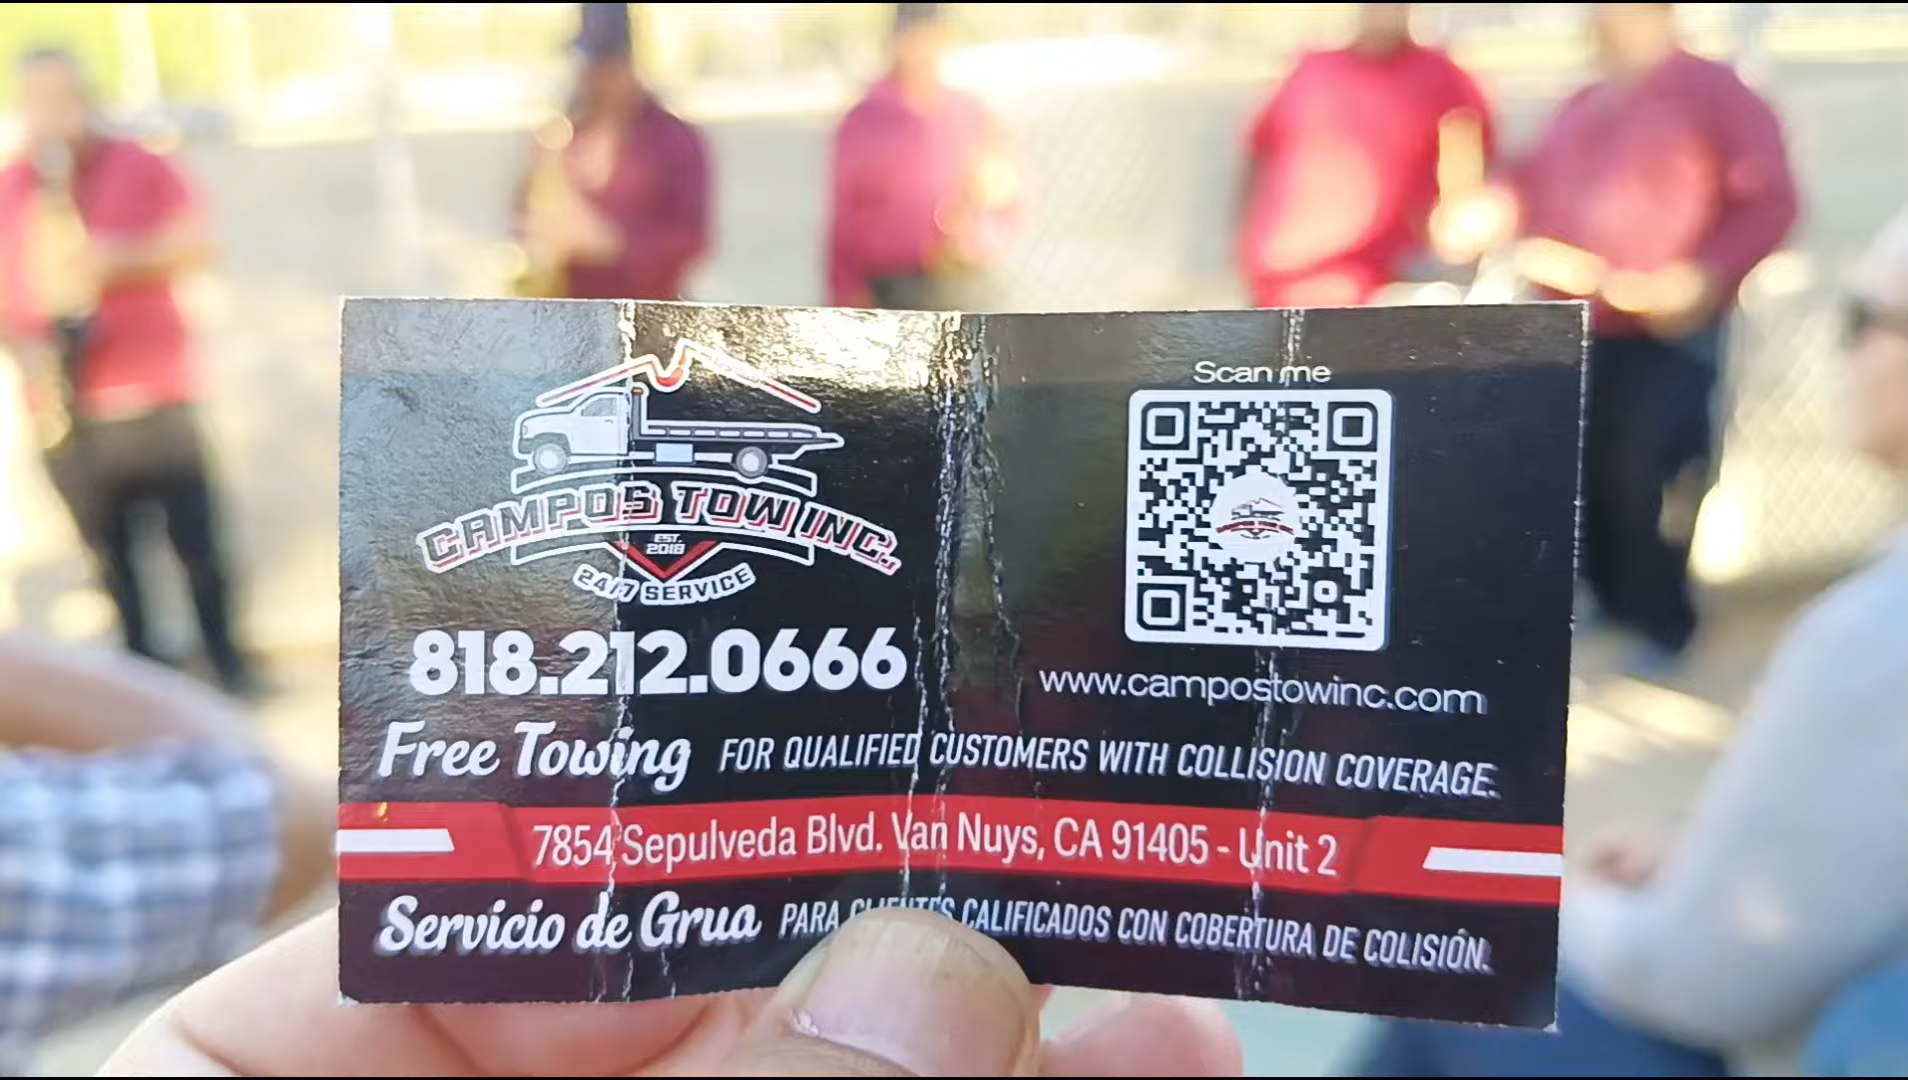 CAMPOS TOW INC.
EST.
2018
24/7 SERVICE
818.212.0666
Scan me
www.campostowinc.com
Free Towing FOR QUALIFIED CUSTOMERS WITH COLLISION COVERAGE.
7854 Sepulveda Blvd. Van Nuys, CA 91405 - Unit 2
Servicio de Grua PARA CLIENTES CALIFICADOS CON COBERTURA DE COLISIÓN.